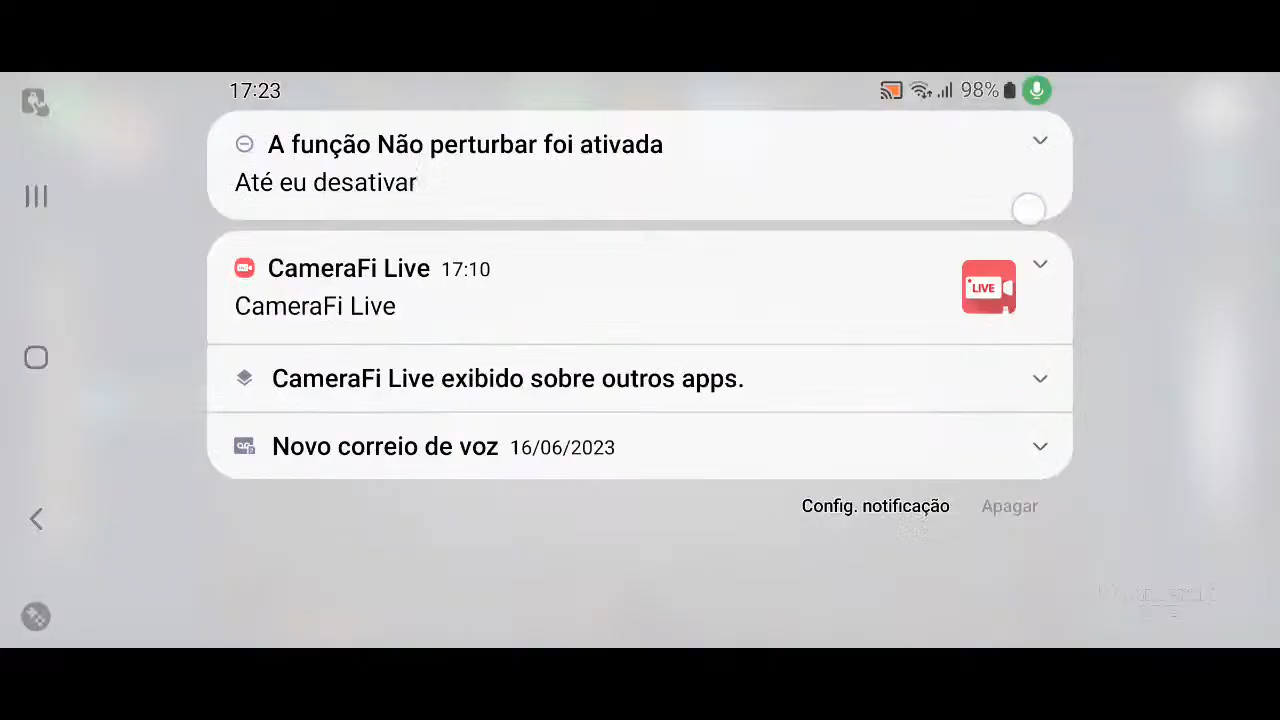 17:23
98%
A função Não perturbar foi ativada
Até eu desativar
CameraFi Live 17:10
CameraFi Live
LIVE
CameraFi Live exibido sobre outros apps.
Novo correio de voz 16/06/2023
Config. notificação Apagar